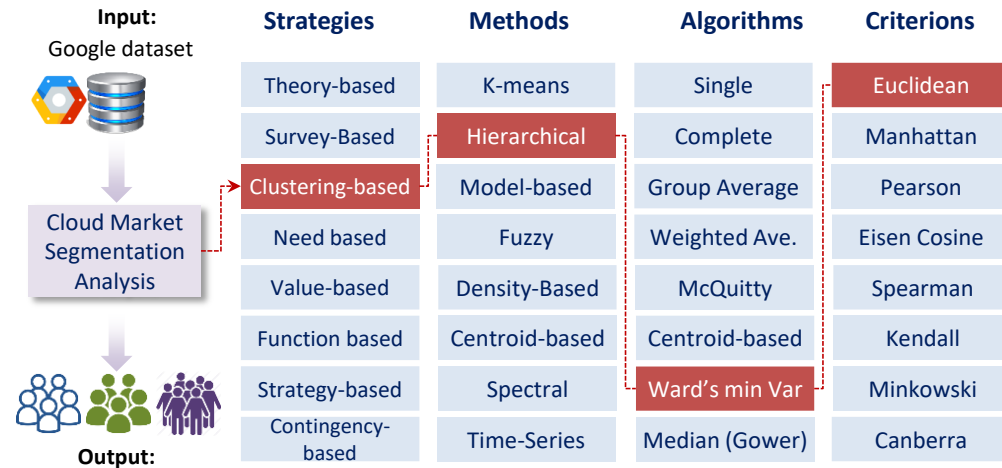 Input:
Google dataset
Cloud Market
Segmentation
Analysis
Output:
Strategies
Theory-based
Survey-Based
Clustering-based
Need based
Value-based
Function based
Strategy-based
Contingency-
based
Methods
K-means
Hierarchical
Model-based
Fuzzy
Density-Based
Centroid-based
Spectral
Time-Series
Algorithms
Single
Complete
Group Average
Weighted Ave.
McQuitty
Centroid-based
Ward's min Var
Median (Gower)
Criterions
Euclidean
Manhattan
Pearson
Eisen Cosine
Spearman
Kendall
Minkowski
Canberra